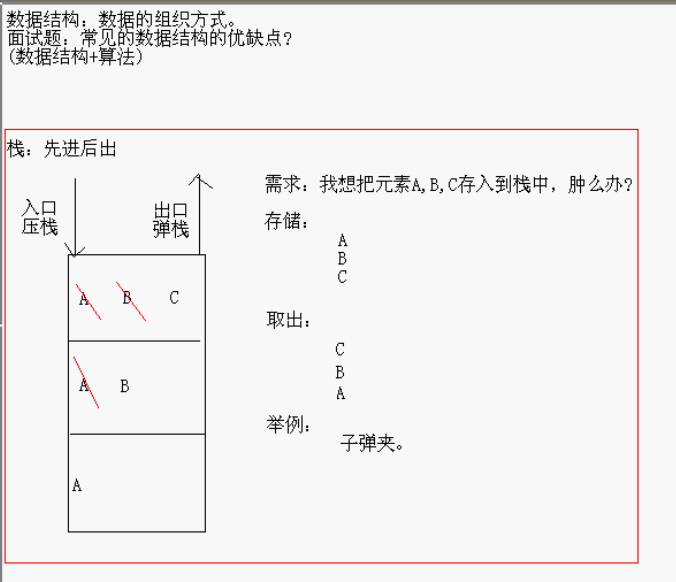 数据结构：数据的组织方式。
面试题：常见的数据结构的优缺点?
(数据结构+算法)
栈：先进后出
入口
压栈
出口
弹栈
A B C
A B
A
需求：我想把元素A,B,C存入到栈中，肿么办?
存储：
A
B
C
取出：
C
B
A
举例：
子弹夹。